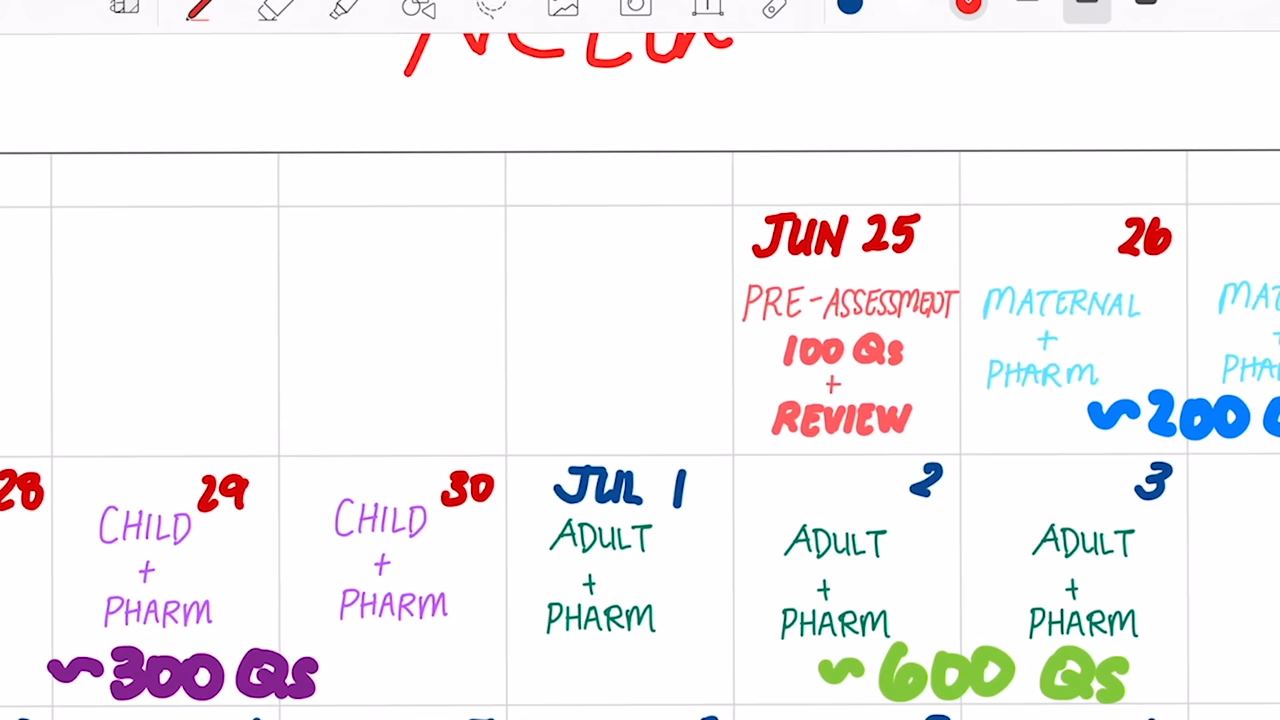 JUN 25
26
PRE-ASSESSMENT
100 Qs
+
REVIEW
MATERNAL
+
PHARM
~200
28
29
CHILD
+
PHARM
~300 Qs
30
CHILD
+
PHARM
JUL 1
ADULT
+
PHARM
2
ADULT
+
PHARM
3
ADULT
+
PHARM
~600 Qs